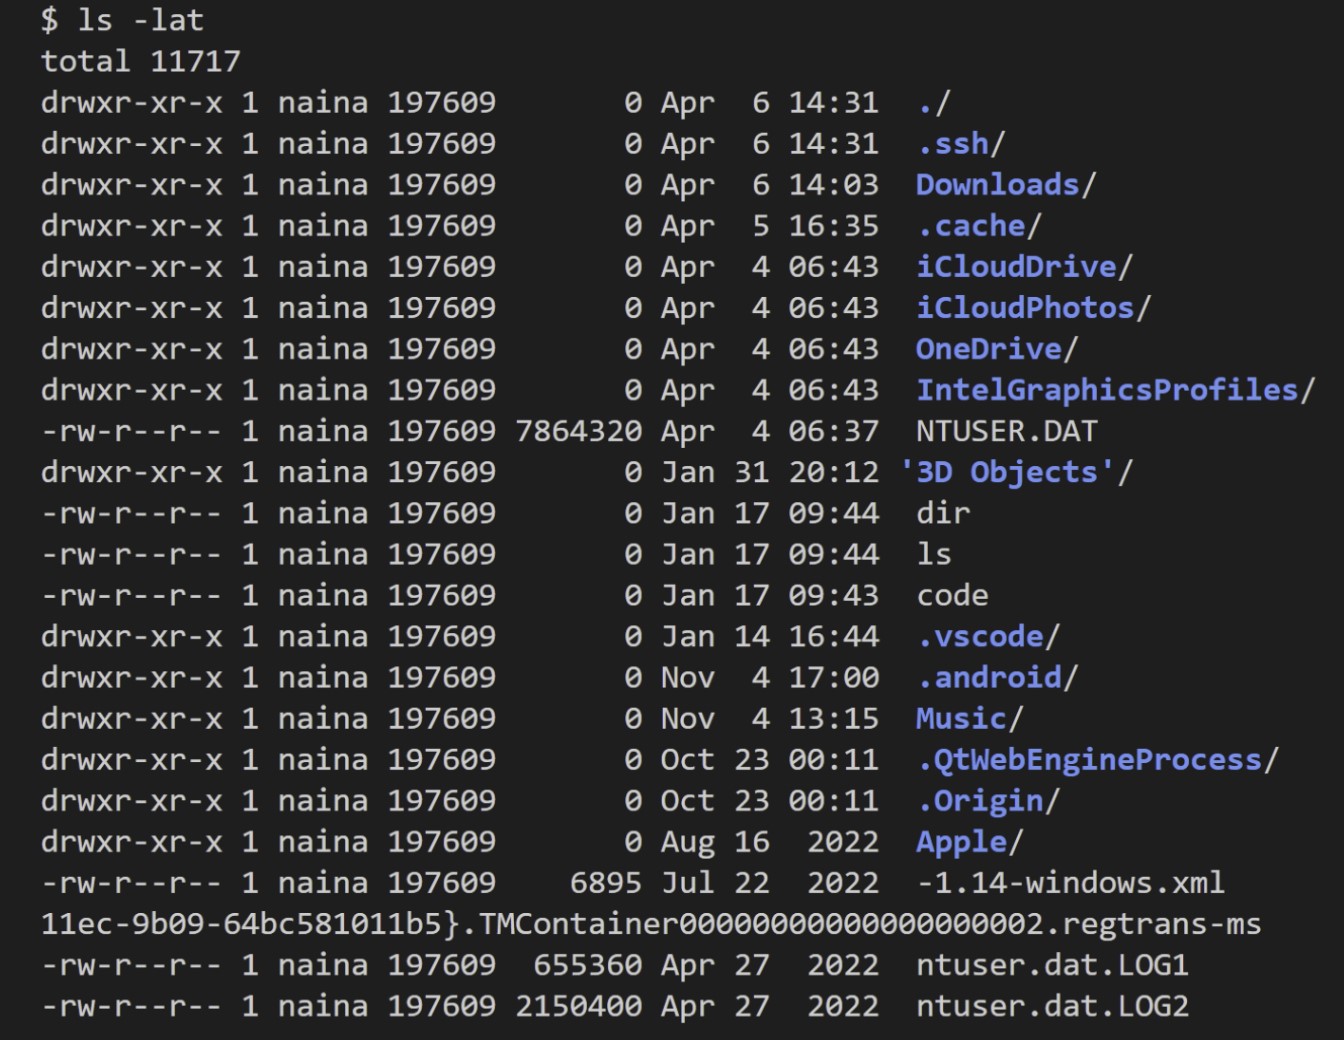 $ ls -lat
total 11717
drwxr-xr-x 1 naina 197609       0 Apr  6 14:31  ./
drwxr-xr-x 1 naina 197609       0 Apr  6 14:31  .ssh/
drwxr-xr-x 1 naina 197609       0 Apr  6 14:03  Downloads/
drwxr-xr-x 1 naina 197609       0 Apr  5 16:35  .cache/
drwxr-xr-x 1 naina 197609       0 Apr  4 06:43  iCloudDrive/
drwxr-xr-x 1 naina 197609       0 Apr  4 06:43  iCloudPhotos/
drwxr-xr-x 1 naina 197609       0 Apr  4 06:43  OneDrive/
drwxr-xr-x 1 naina 197609       0 Apr  4 06:43  IntelGraphicsProfiles/
-rw-r--r-- 1 naina 197609 7864320 Apr  4 06:37  NTUSER.DAT
drwxr-xr-x 1 naina 197609       0 Jan 31 20:12 '3D Objects'/
-rw-r--r-- 1 naina 197609       0 Jan 17 09:44  dir
-rw-r--r-- 1 naina 197609       0 Jan 17 09:44  ls
-rw-r--r-- 1 naina 197609       0 Jan 17 09:43  code
drwxr-xr-x 1 naina 197609       0 Jan 14 16:44  .vscode/
drwxr-xr-x 1 naina 197609       0 Nov  4 17:00  .android/
drwxr-xr-x 1 naina 197609       0 Nov  4 13:15  Music/
drwxr-xr-x 1 naina 197609       0 Oct 23 00:11  .QtWebEngineProcess/
drwxr-xr-x 1 naina 197609       0 Oct 23 00:11  .Origin/
drwxr-xr-x 1 naina 197609       0 Aug 16  2022  Apple/
-rw-r--r-- 1 naina 197609    6895 Jul 22  2022  -1.14-windows.xml
11ec-9b09-64bc581011b5}.TMContainer00000000000000000002.regtrans-ms
-rw-r--r-- 1 naina 197609  655360 Apr 27  2022  ntuser.dat.LOG1
-rw-r--r-- 1 naina 197609 2150400 Apr 27  2022  ntuser.dat.LOG2